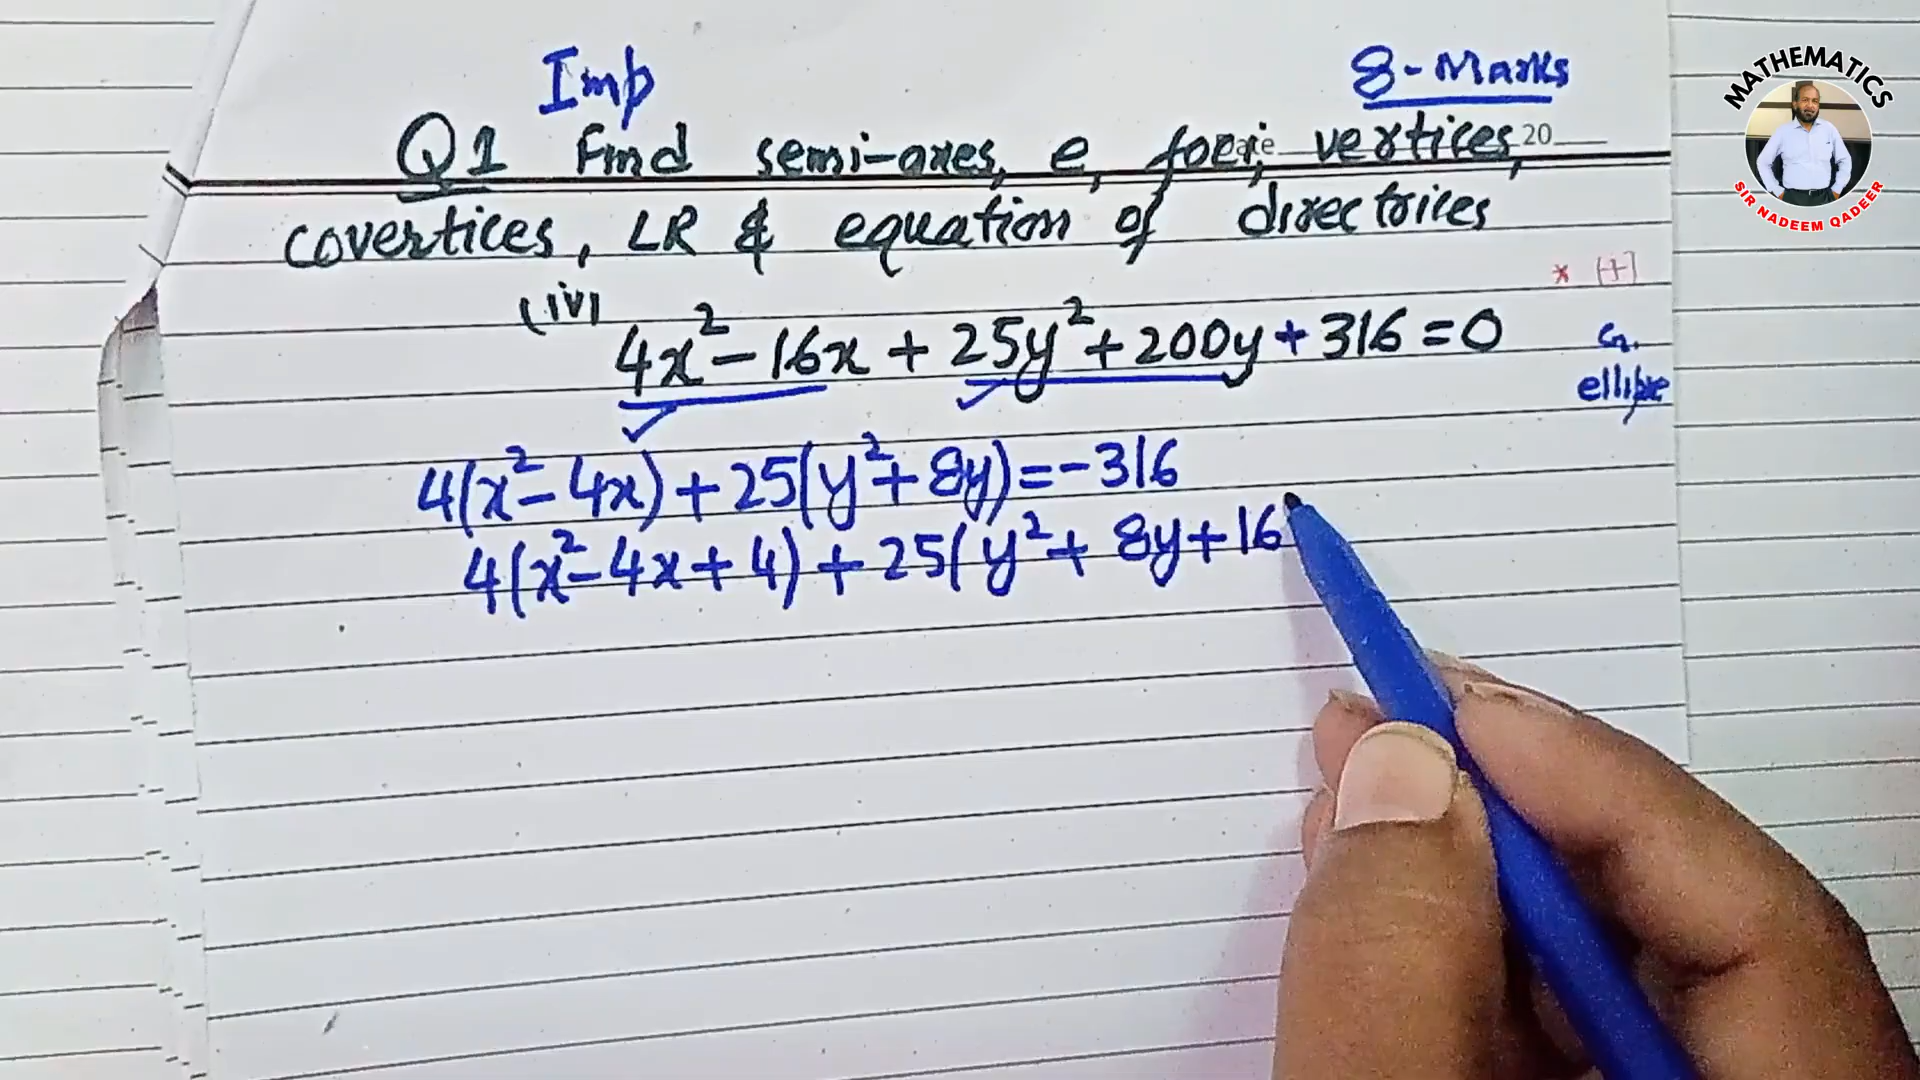 Imp
8-Marks
MATHEMATICS
SIR NADEEM QADEER
Q1 Find semi-axes, e, foci, vertices,
20
covertices, LR & equation of directrices
* [+]
(iv)
4x² - 16x + 25y² + 200y + 316 = 0
ellipse
4(x² - 4x) + 25(y² + 8y) = -316
4(x² - 4x + 4) + 25(y² + 8y + 16